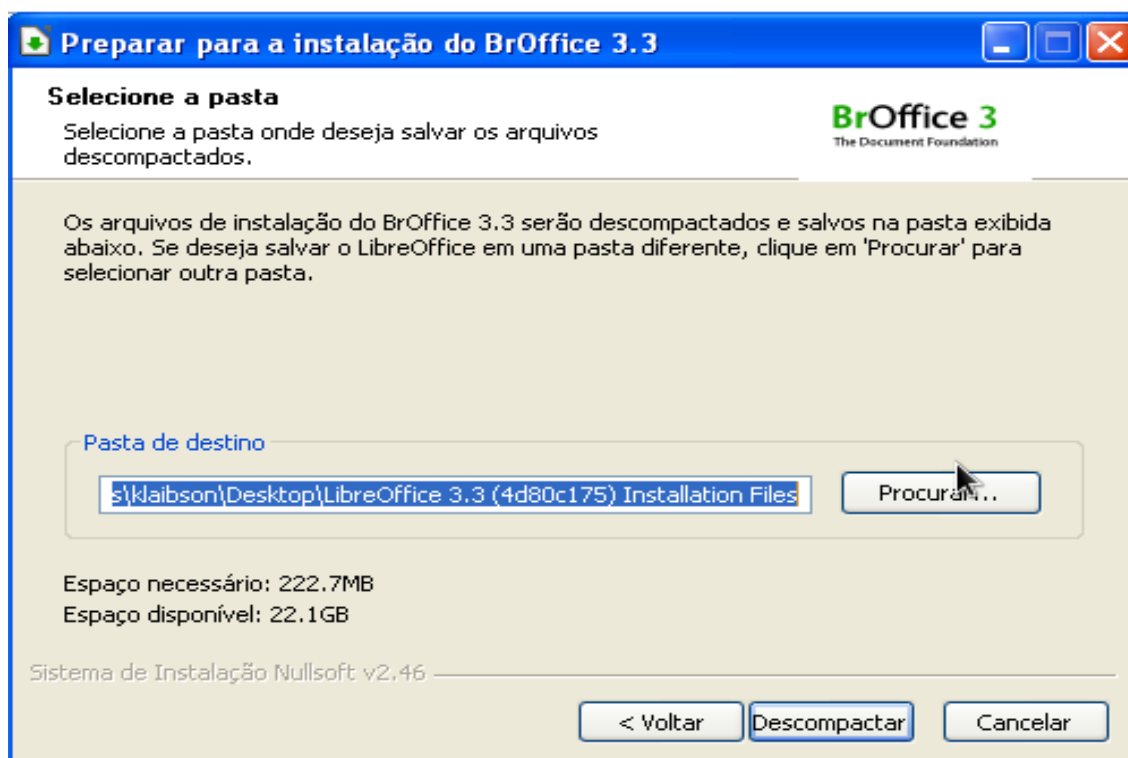 Preparar para a instalação do BrOffice 3.3
Selecione a pasta
Selecione a pasta onde deseja salvar os arquivos
descompactados.
BrOffice 3
The Document Foundation
Os arquivos de instalação do BrOffice 3.3 serão descompactados e salvos na pasta exibida
abaixo. Se deseja salvar o LibreOffice em uma pasta diferente, clique em 'Procurar' para
selecionar outra pasta.
Pasta de destino
s\klaibson\Desktop\LibreOffice 3.3 (4d80c175) Installation Files
Procurar...
Espaço necessário: 222.7MB
Espaço disponível: 22.1GB
Sistema de Instalação Nullsoft v2.46
< Voltar
Descompactar
Cancelar